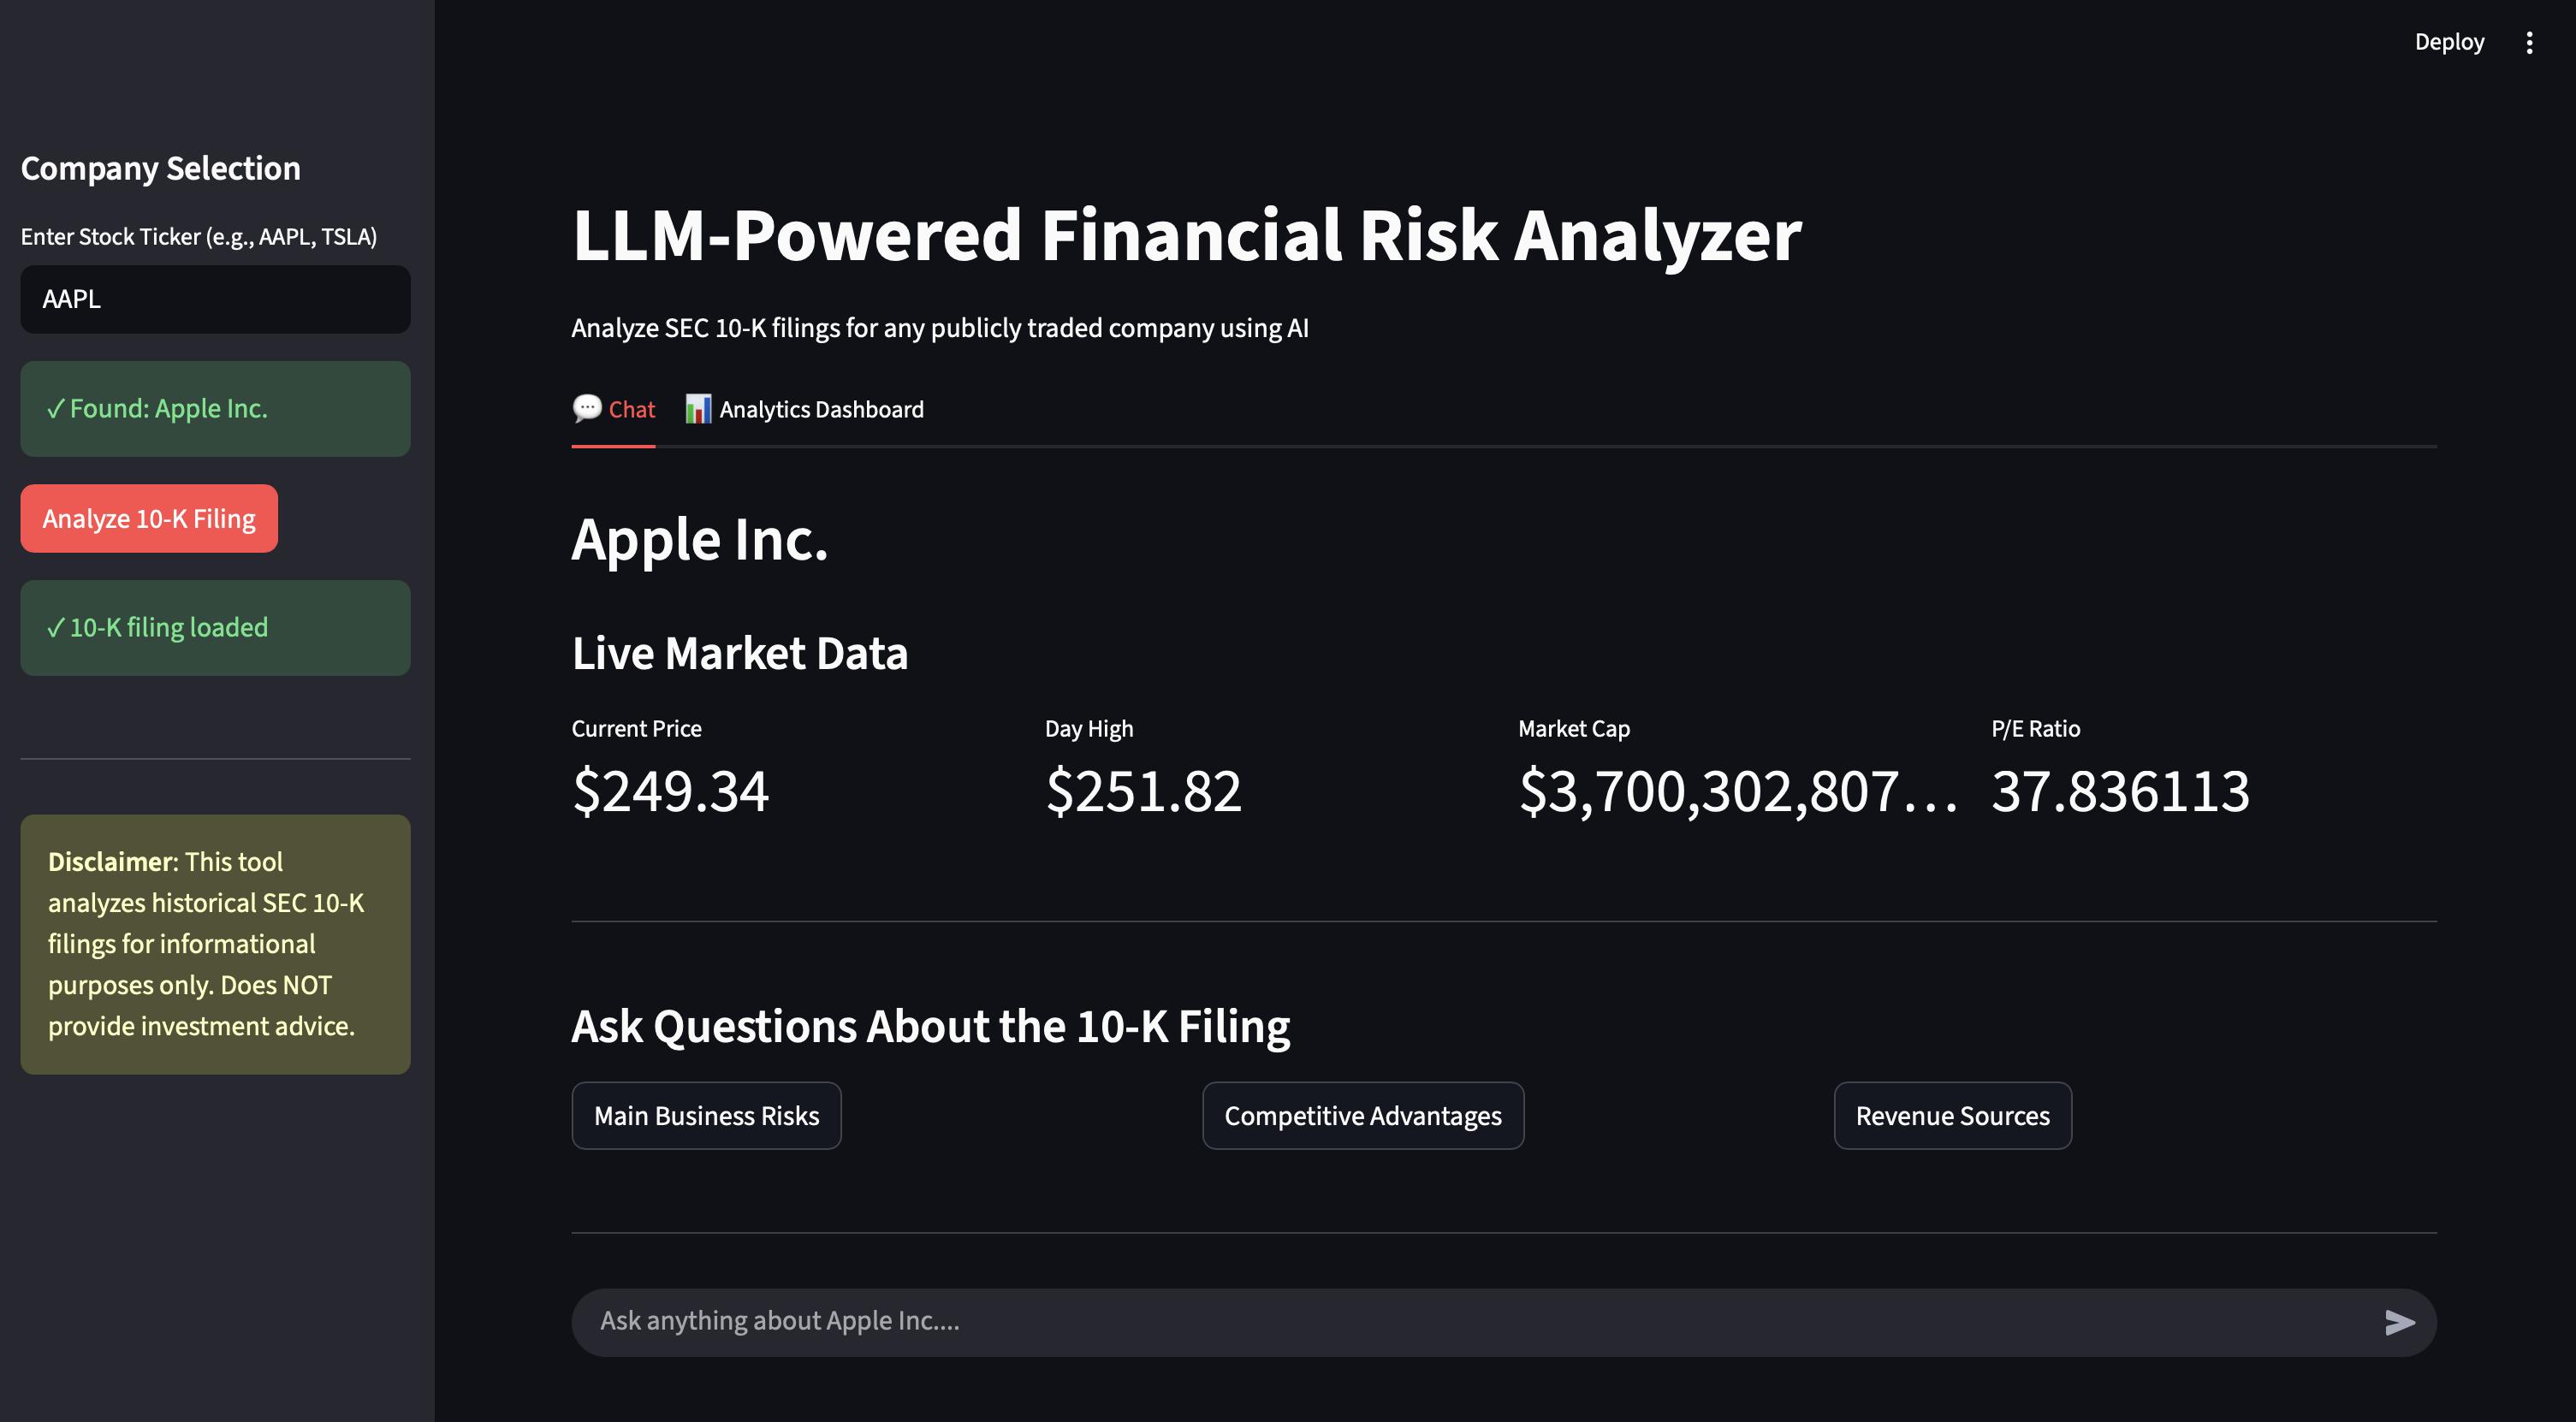 Deploy
Company Selection
Enter Stock Ticker (e.g., AAPL, TSLA)
AAPL
✓ Found: Apple Inc.
Analyze 10-K Filing
✓ 10-K filing loaded
Disclaimer: This tool
analyzes historical SEC 10-K
filings for informational
purposes only. Does NOT
provide investment advice.
LLM-Powered Financial Risk Analyzer
Analyze SEC 10-K filings for any publicly traded company using AI
💬 Chat
📊 Analytics Dashboard
Apple Inc.
Live Market Data
Current Price
$249.34
Day High
$251.82
Market Cap
$3,700,302,807…
P/E Ratio
37.836113
Ask Questions About the 10-K Filing
Main Business Risks
Competitive Advantages
Revenue Sources
Ask anything about Apple Inc....